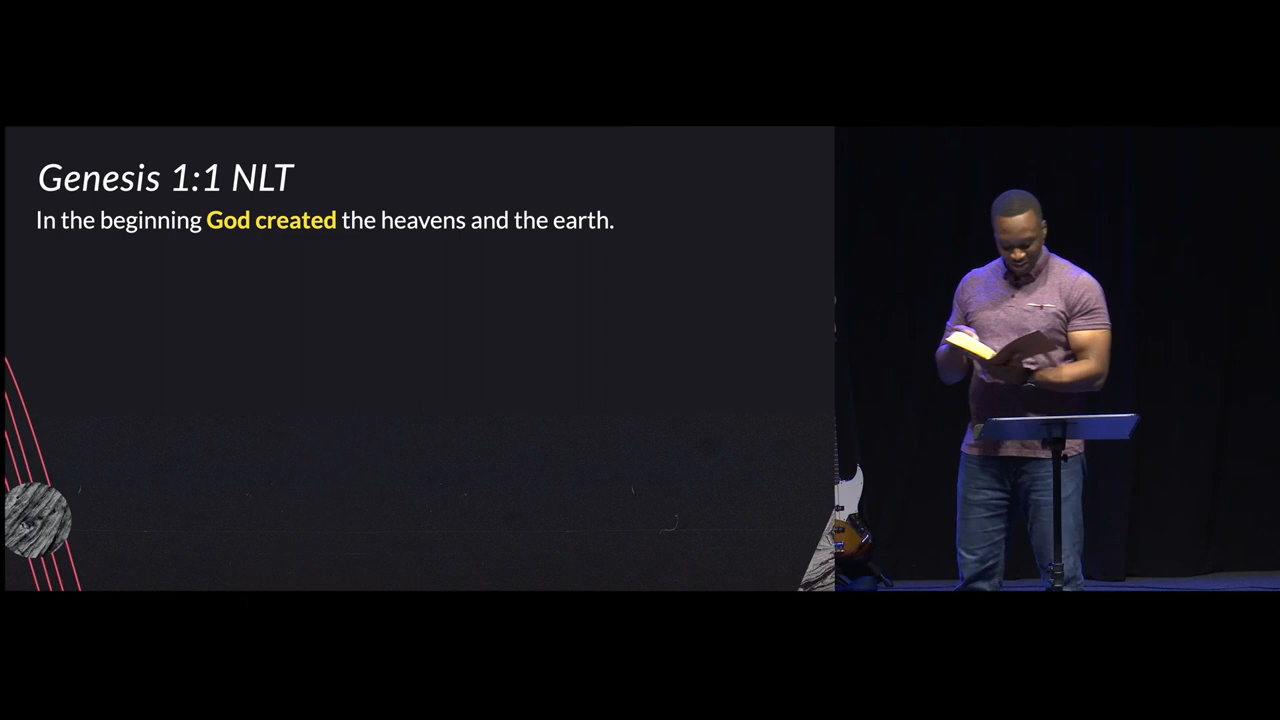 Genesis 1:1 NLT
In the beginning God created the heavens and the earth.